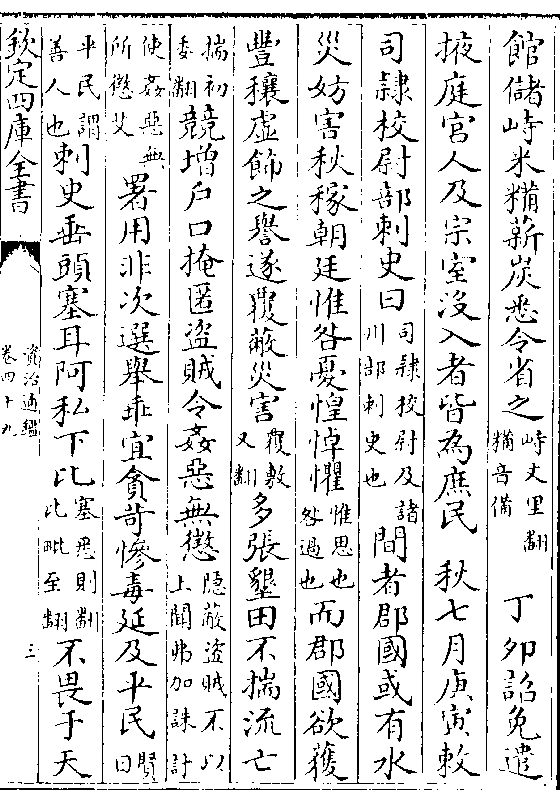 館儲峙米糒薪炭悉令省之峙丈里翻糒音備 丁卯詔免遣
掖庭宫人及宗室没入者皆為庶民 秋七月庚寅敕
司隸校尉部刺史曰司隸校尉及諸川部刺史也間者郡國或有水
災妨害秋稼朝廷惟咎憂惶悼懼惟思也咎過也而郡國欲獲
豐穰虚飾之譽遂覆蔽災害覆敷又翻多張墾田不揣流亡
揣初委翻競增户口掩匿盗賊令姦惡無懲隠蔽盗賊不以上聞弗加誅討
使姦惡無所懲艾署用非次選舉乖宜貪苛慘毒延及平民賢曰
平民謂善人也刺史垂頭塞耳阿私下比塞悉則翻比毗至翻不畏于天
欽定四庫全書
資治通鑑
卷四十九
三